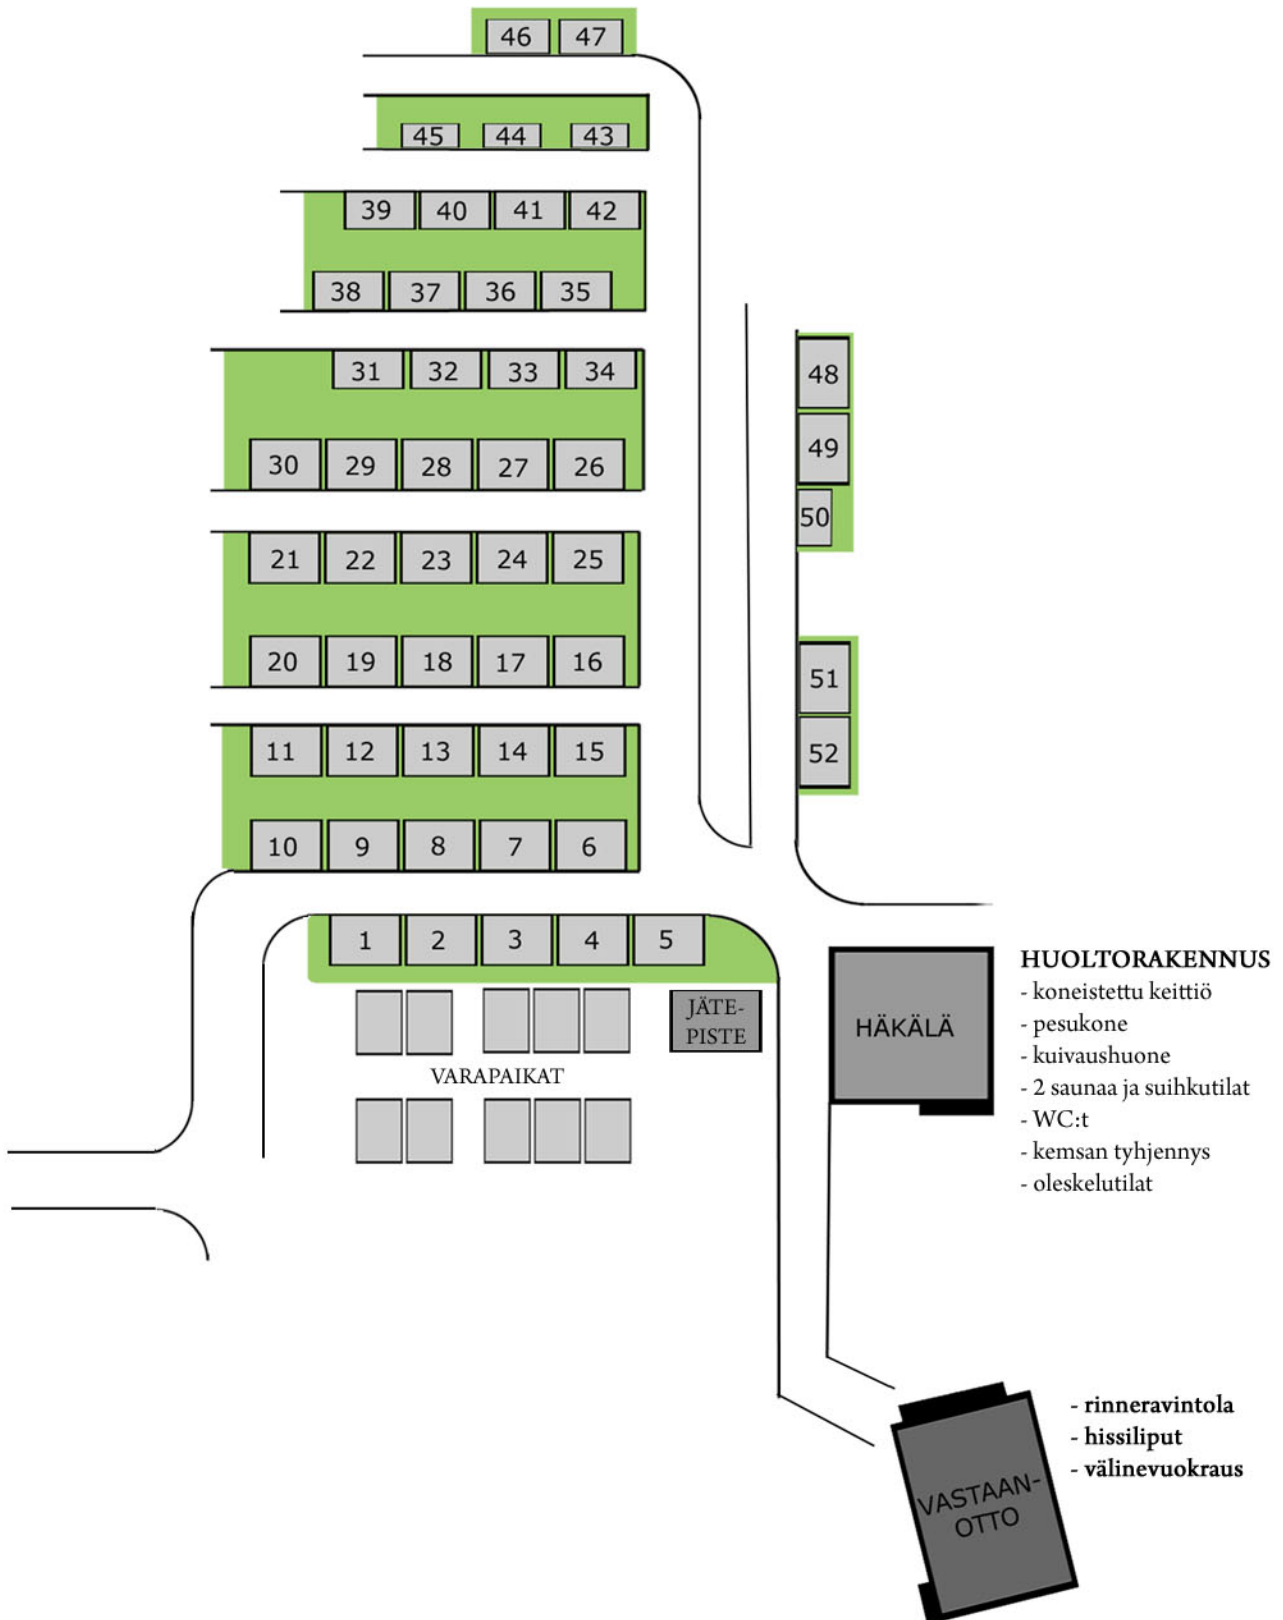 46 47
45 44 43
39 40 41 42
38 37 36 35
31 32 33 34
48
49
30 29 28 27 26
50
21 22 23 24 25
20 19 18 17 16
51
11 12 13 14 15
52
10 9 8 7 6
1 2 3 4 5
JÄTE-
PISTE
VARAPAIKAT
HÄKÄLÄ
HUOLTORAKENNUS
- koneistettu keittiö
- pesukone
- kuivaushuone
- 2 saunaa ja suihkutilat
- WC:t
- kemsan tyhjennys
- oleskelutilat
VASTAAN-
OTTO
- rinneravintola
- hissiliput
- välinevuokraus